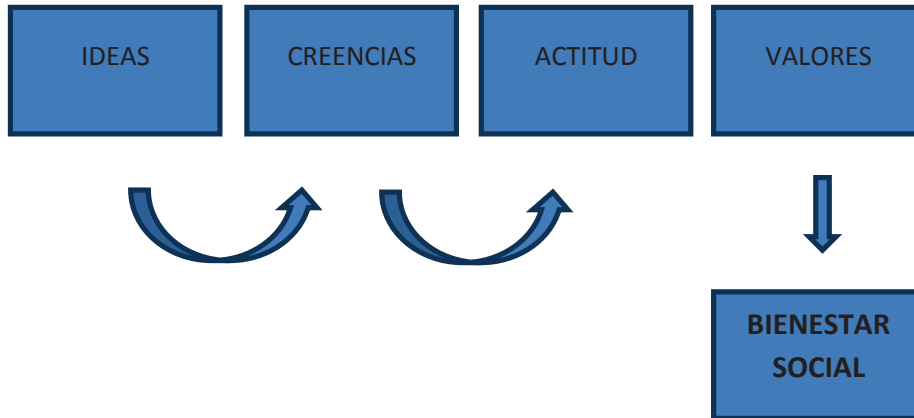 IDEAS
CREENCIAS
ACTITUD
VALORES
BIENESTAR
SOCIAL